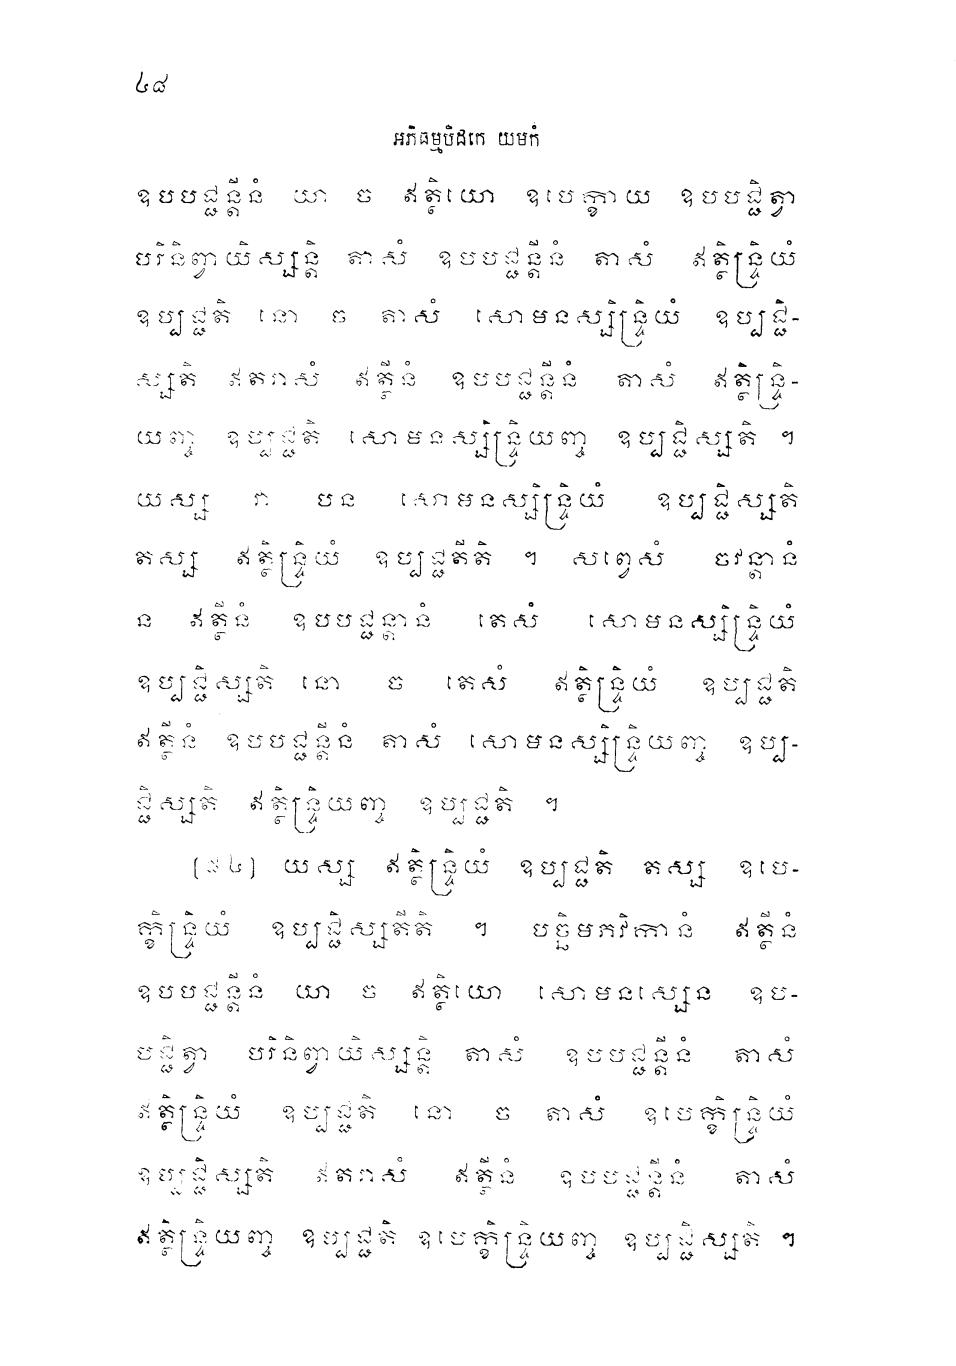 ៤៨
អភិធម្មបិដកេ យមកំ
ឧបបជ្ជន្តីនំ យា ច ឥត្ថិយោ ឧបេក្ខាយ ឧបបជ្ជិត្វា
បរិនិព្វាយិស្សន្តិ តាសំ ឧបបជ្ជន្តីនំ តាសំ ឥត្ថិន្ទ្រិយំ
ឧប្បជ្ជតិ នោ ច តាសំ សោមនស្សិន្ទ្រិយំ ឧប្បជ្ជិ-
ស្សតិ ឥតរាសំ ឥត្ថីនំ ឧបបជ្ជន្តីនំ តាសំ ឥត្ថិន្ទ្រិ-
យញ្ច ឧប្បជ្ជតិ សោមនស្សិន្ទ្រិយញ្ច ឧប្បជ្ជិស្សតិ ។
យស្ស វា បន សោមនស្សិន្ទ្រិយំ ឧប្បជ្ជិស្សតិ
តស្ស ឥត្ថិន្ទ្រិយំ ឧប្បជ្ជតីតិ ។ សព្វេសំ ចវន្តានំ
ន ឥត្ថីនំ ឧបបជ្ជន្តានំ តេសំ សោមនស្សិន្ទ្រិយំ
ឧប្បជ្ជិស្សតិ នោ ច តេសំ ឥត្ថិន្ទ្រិយំ ឧប្បជ្ជតិ
ឥត្ថីនំ ឧបបជ្ជន្តីនំ តាសំ សោមនស្សិន្ទ្រិយញ្ច ឧប្ប-
ជ្ជិស្សតិ ឥត្ថិន្ទ្រិយញ្ច ឧប្បជ្ជតិ ។
យស្ស ឥត្ថិន្ទ្រិយំ ឧប្បជ្ជតិ តស្ស ឧបេ-
ក្ខិន្ទ្រិយំ ឧប្បជ្ជិស្សតីតិ ។ បច្ឆិមភវិកានំ ឥត្ថីនំ
ឧបបជ្ជន្តីនំ យា ច ឥត្ថិយោ សោមនស្សេន ឧប-
បជ្ជិត្វា បរិនិព្វាយិស្សន្តិ តាសំ ឧបបជ្ជន្តីនំ តាសំ
ឥត្ថិន្ទ្រិយំ ឧប្បជ្ជតិ នោ ច តាសំ ឧបេក្ខិន្ទ្រិយំ
ឧប្បជ្ជិស្សតិ ឥតរាសំ ឥត្ថីនំ ឧបបជ្ជន្តីនំ តាសំ
ឥត្ថិន្ទ្រិយញ្ច ឧប្បជ្ជតិ ឧបេក្ខិន្ទ្រិយញ្ច ឧប្បជ្ជិស្សតិ ។